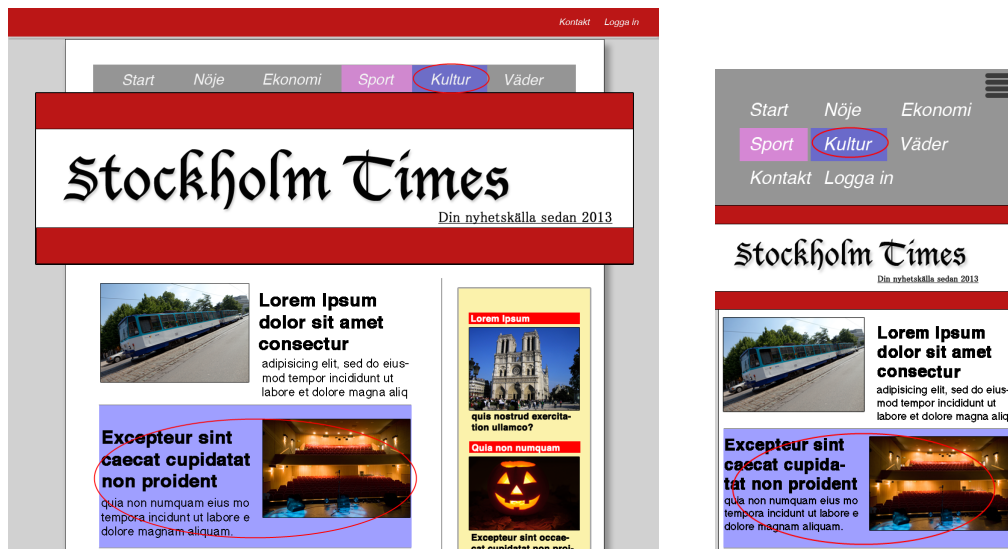 Kontakt Logga in
Start Nöje Ekonomi Sport Kultur Väder
Stockholm Times
Din nyhetskälla sedan 2013
Lorem Ipsum
dolor sit amet
consectur
adipisicing elit, sed do eius-
mod tempor incididunt ut
labore et dolore magna aliq
Excepteur sint
caecat cupidatat
non proident
quia non numquam eius mo
tempora incidunt ut labore e
dolore magnam aliquam.
Lorem Ipsum
quis nostrud exercita-
tion ullamco?
Quia non numquam
Excepteur sint occae-
cat cupidatat non proi-
Start Nöje Ekonomi
Sport Kultur Väder
Kontakt Logga in
Stockholm Times
Din nyhetskälla sedan 2013
Lorem Ipsum
dolor sit amet
consectur
adipisicing elit, sed do eius-
mod tempor incididunt ut
labore et dolore magna aliq
Excepteur sint
caecat cupida-
tat non proident
quia non numquam eius mo
tempora incidunt ut labore e
dolore magnam aliquam.